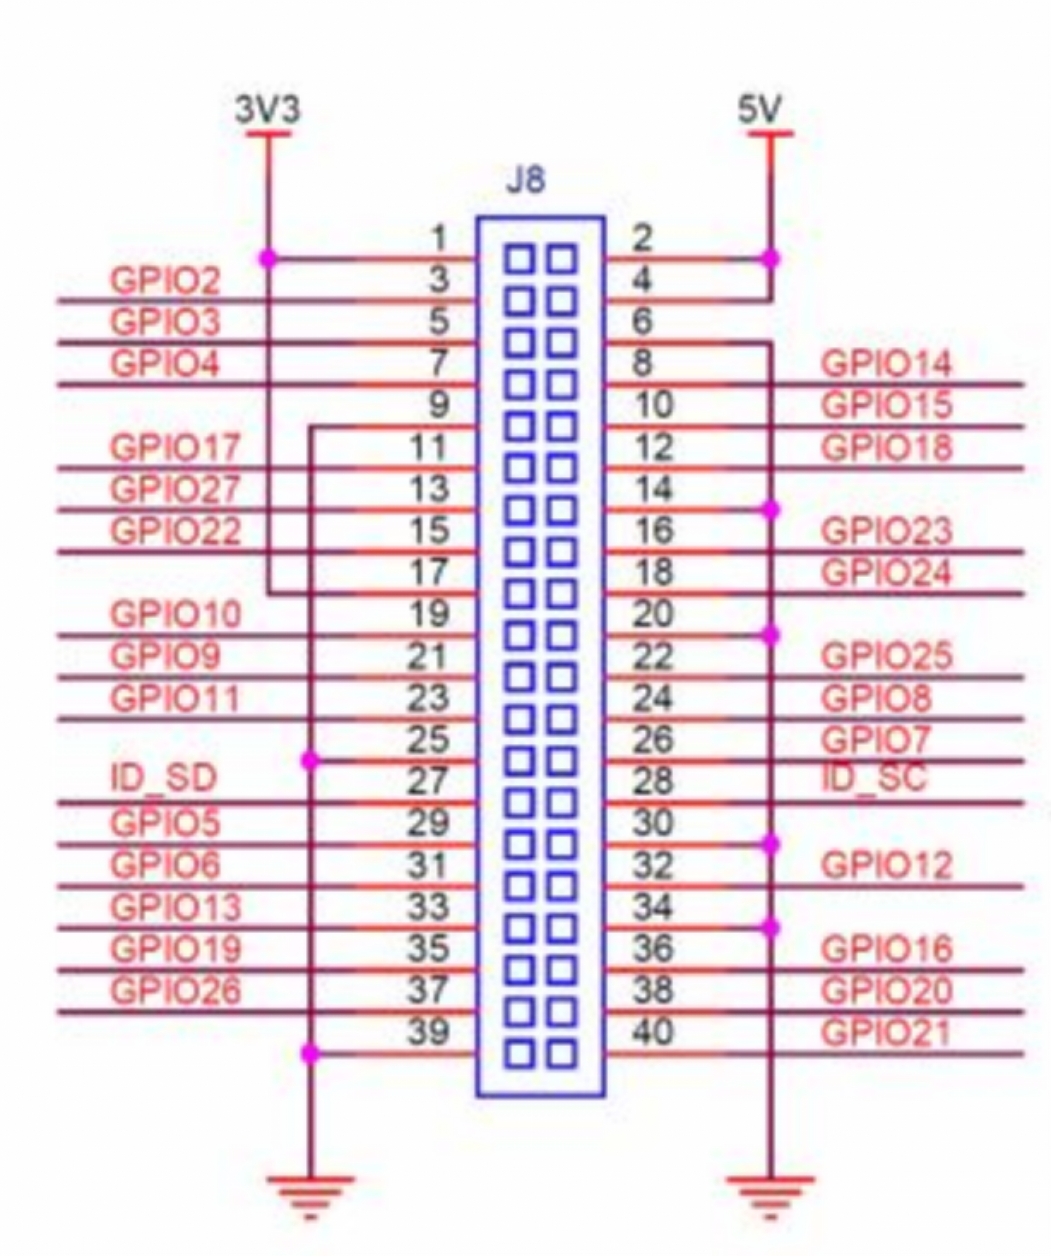 3V3 5V
J8
1 2
GPIO2 3 4
GPIO3 5 6
GPIO4 7 8 GPIO14
9 10 GPIO15
GPIO17 11 12 GPIO18
GPIO27 13 14
GPIO22 15 16 GPIO23
17 18 GPIO24
GPIO10 19 20
GPIO9 21 22 GPIO25
GPIO11 23 24 GPIO8
25 26 GPIO7
ID_SD 27 28 ID_SC
GPIO5 29 30
GPIO6 31 32 GPIO12
GPIO13 33 34
GPIO19 35 36 GPIO16
GPIO26 37 38 GPIO20
39 40 GPIO21